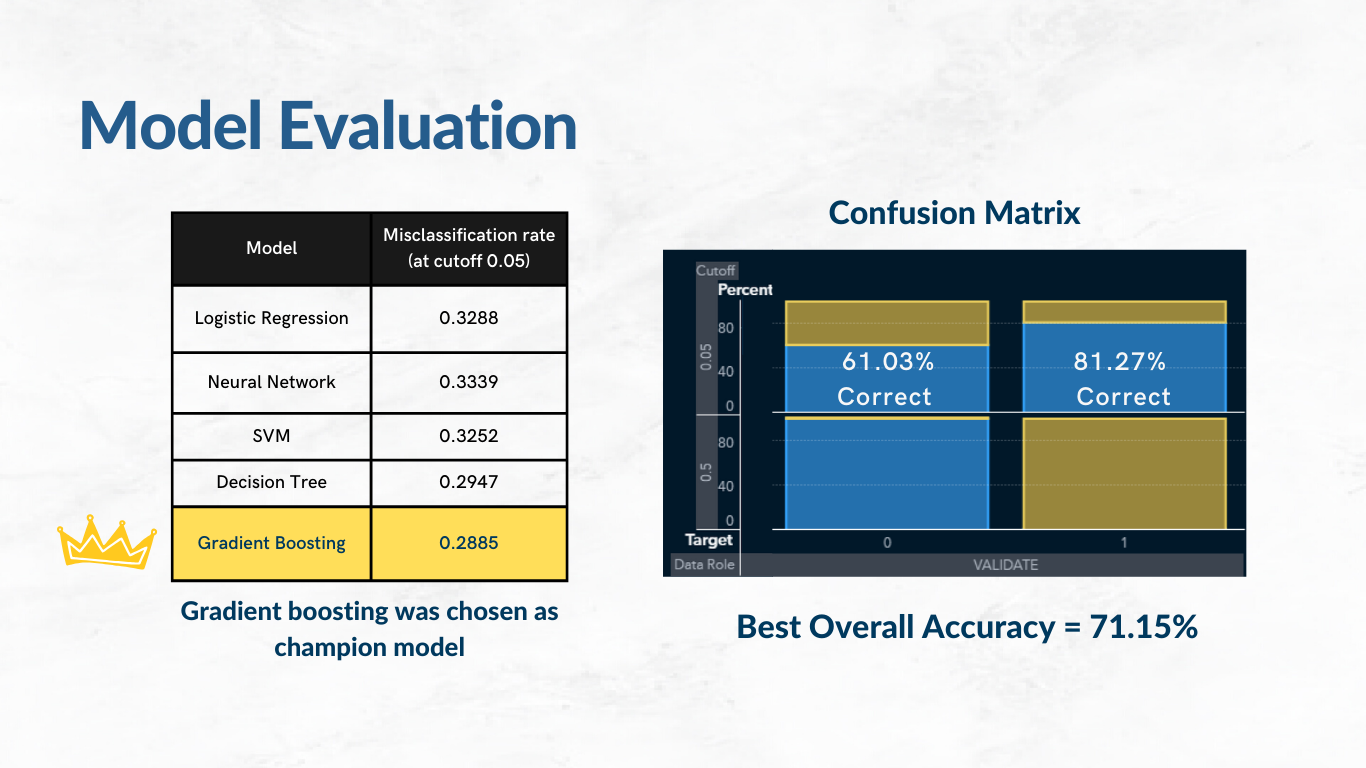 Model Evaluation
Model
Misclassification rate
(at cutoff 0.05)
Logistic Regression
0.3288
Neural Network
0.3339
SVM
0.3252
Decision Tree
0.2947
Gradient Boosting
0.2885
Gradient boosting was chosen as
champion model
Confusion Matrix
Cutoff
Percent
0.05
80
40
0
61.03%
Correct
81.27%
Correct
0.5
80
40
0
Target
0
1
Data Role
VALIDATE
Best Overall Accuracy = 71.15%